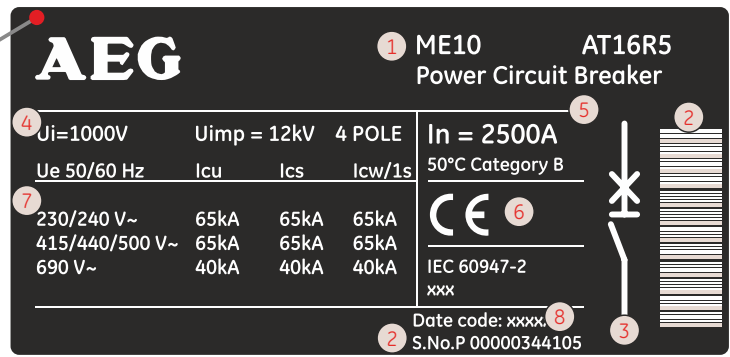 AEG
1 ME10 AT16R5
Power Circuit Breaker
4 Ui=1000V Uimp = 12kV 4 POLE
5
In = 2500A
2
Ue 50/60 Hz Icu Ics Icw/1s
50°C Category B
7
230/240 V~ 65kA 65kA 65kA
CE 6
415/440/500 V~ 65kA 65kA 65kA
690 V~ 40kA 40kA 40kA
IEC 60947-2
xxx
Date code: xxxx 8
3
2 S.No.P 00000344105